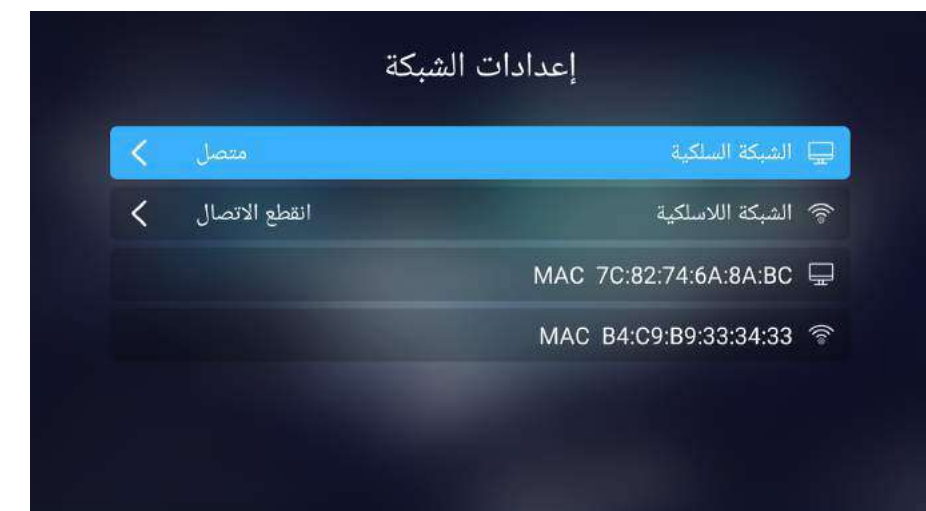 إعدادات الشبكة
الشبكة السلكية متصل
الشبكة اللاسلكية انقطع الاتصال
MAC 7C:82:74:6A:8A:BC
MAC B4:C9:B9:33:34:33